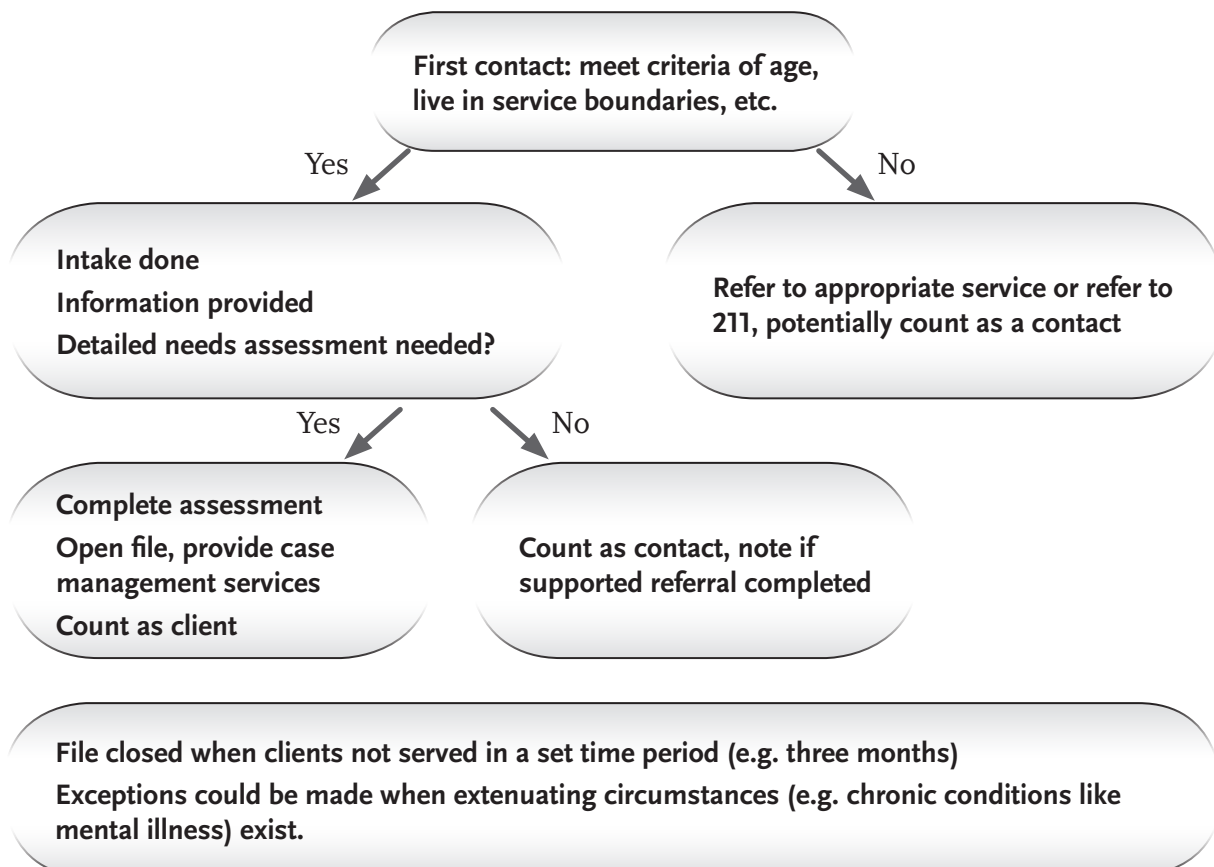 First contact: meet criteria of age,
live in service boundaries, etc.
Yes
No
Intake done
Information provided
Detailed needs assessment needed?
Refer to appropriate service or refer to
211, potentially count as a contact
Yes
No
Complete assessment
Open file, provide case
management services
Count as client
Count as contact, note if
supported referral completed
File closed when clients not served in a set time period (e.g. three months)
Exceptions could be made when extenuating circumstances (e.g. chronic conditions like
mental illness) exist.